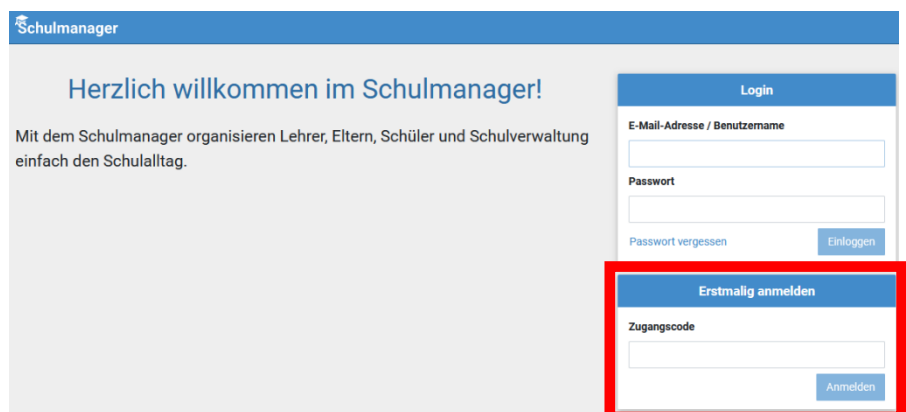 Schulmanager
Herzlich willkommen im Schulmanager!
Mit dem Schulmanager organisieren Lehrer, Eltern, Schüler und Schulverwaltung
einfach den Schulalltag.
Login
E-Mail-Adresse / Benutzername
Passwort
Passwort vergessen
Einloggen
Erstmalig anmelden
Zugangscode
Anmelden